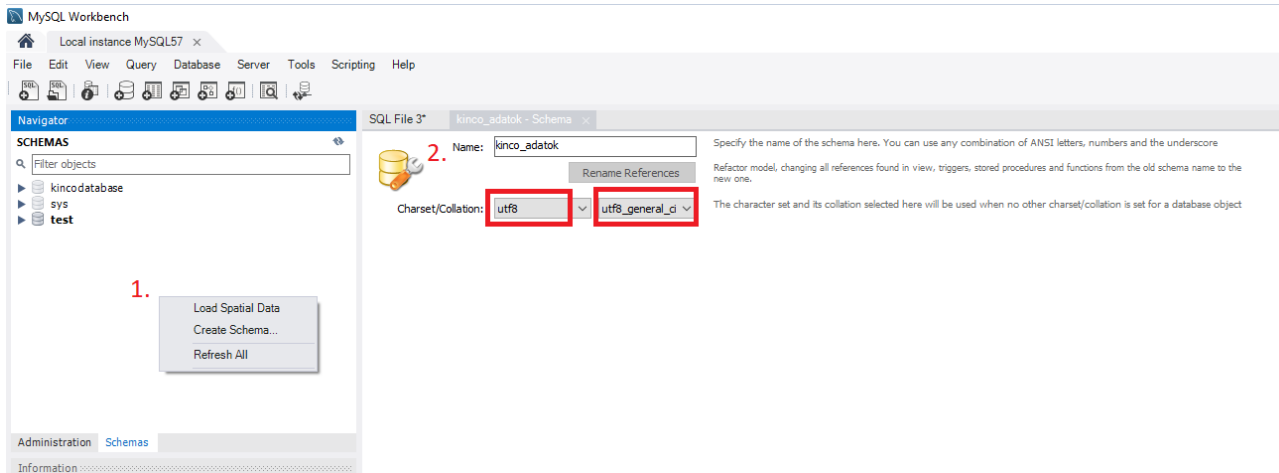 MySQL Workbench
Local instance MySQL57 ×
File Edit View Query Database Server Tools Scripting Help
Navigator
SCHEMAS
Filter objects
kincodatabase
sys
test
1.
Load Spatial Data
Create Schema...
Refresh All
Administration Schemas
Information
SQL File 3* kinco_adatok - Schema ×
2. Name: kinco_adatok
Specify the name of the schema here. You can use any combination of ANSI letters, numbers and the underscore
Rename References
Refactor model, changing all references found in view, triggers, stored procedures and functions from the old schema name to the
new one.
Charset/Collation: utf8 utf8_general_ci
The character set and its collation selected here will be used when no other charset/collation is set for a database object